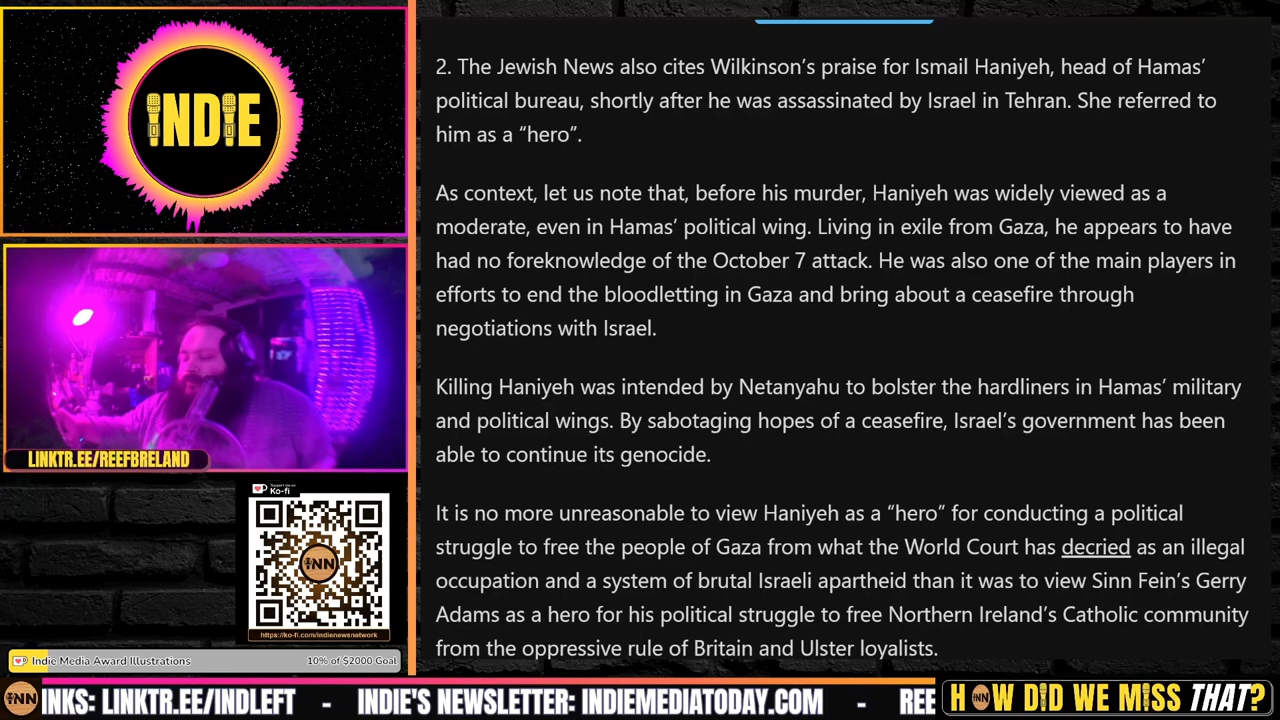 INDIE
LINKTR.EE/REEFBRELAND
Support me on
Ko-fi
INN
https://ko-fi.com/indienewsnetwork
Indie Media Award Illustrations 10% of $2000 Goal
2. The Jewish News also cites Wilkinson’s praise for Ismail Haniyeh, head of Hamas’
political bureau, shortly after he was assassinated by Israel in Tehran. She referred to
him as a “hero”.
As context, let us note that, before his murder, Haniyeh was widely viewed as a
moderate, even in Hamas’ political wing. Living in exile from Gaza, he appears to have
had no foreknowledge of the October 7 attack. He was also one of the main players in
efforts to end the bloodletting in Gaza and bring about a ceasefire through
negotiations with Israel.
Killing Haniyeh was intended by Netanyahu to bolster the hardliners in Hamas’ military
and political wings. By sabotaging hopes of a ceasefire, Israel’s government has been
able to continue its genocide.
It is no more unreasonable to view Haniyeh as a “hero” for conducting a political
struggle to free the people of Gaza from what the World Court has decried as an illegal
occupation and a system of brutal Israeli apartheid than it was to view Sinn Fein’s Gerry
Adams as a hero for his political struggle to free Northern Ireland’s Catholic community
from the oppressive rule of Britain and Ulster loyalists.
INN
INKS: LINKTR.EE/INDLEFT - INDIE'S NEWSLETTER: INDIEMEDIATODAY.COM - REE
HOW DID WE MISS THAT?